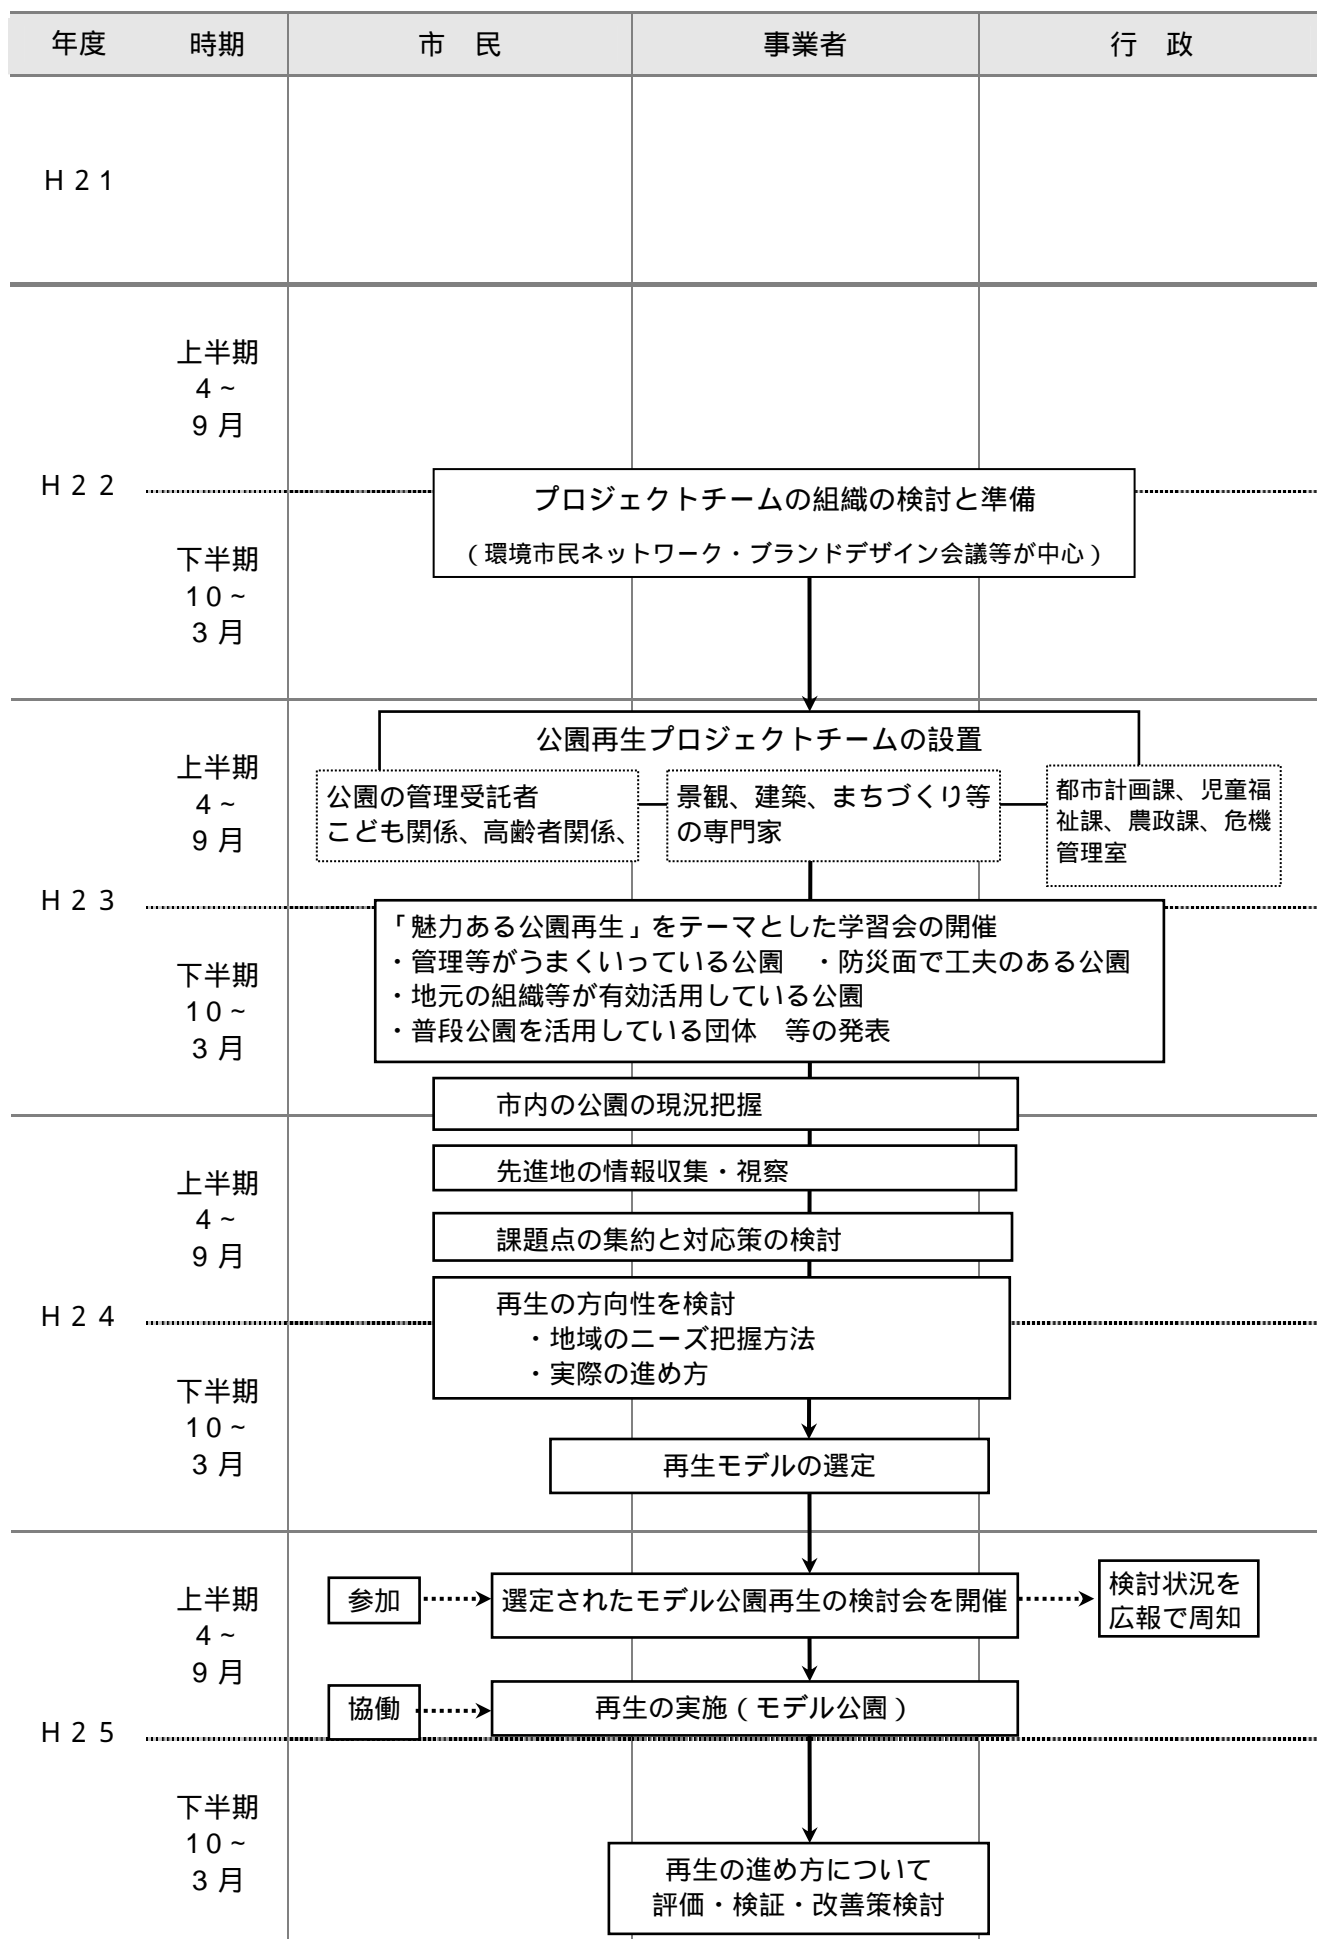 年度 時期 市 民 事業者 行 政
H21
上半期
4~
9月
H22
プロジェクトチームの組織の検討と準備
(環境市民ネットワーク・ブランドデザイン会議等が中心)
下半期
10~
3月
公園再生プロジェクトチームの設置
上半期
4~
9月
公園の管理受託者
こども関係、高齢者関係、
景観、建築、まちづくり等
の専門家
都市計画課、児童福
祉課、農政課、危機
管理室
H23
「魅力ある公園再生」をテーマとした学習会の開催
・管理等がうまくいっている公園 ・防災面で工夫のある公園
・地元の組織等が有効活用している公園
・普段公園を活用している団体 等の発表
下半期
10~
3月
市内の公園の現況把握
先進地の情報収集・視察
上半期
4~
9月
課題点の集約と対応策の検討
H24
再生の方向性を検討
・地域のニーズ把握方法
・実際の進め方
下半期
10~
3月
再生モデルの選定
上半期
4~
9月
参加
選定されたモデル公園再生の検討会を開催
検討状況を
広報で周知
協働
再生の実施(モデル公園)
H25
下半期
10~
3月
再生の進め方について
評価・検証・改善策検討